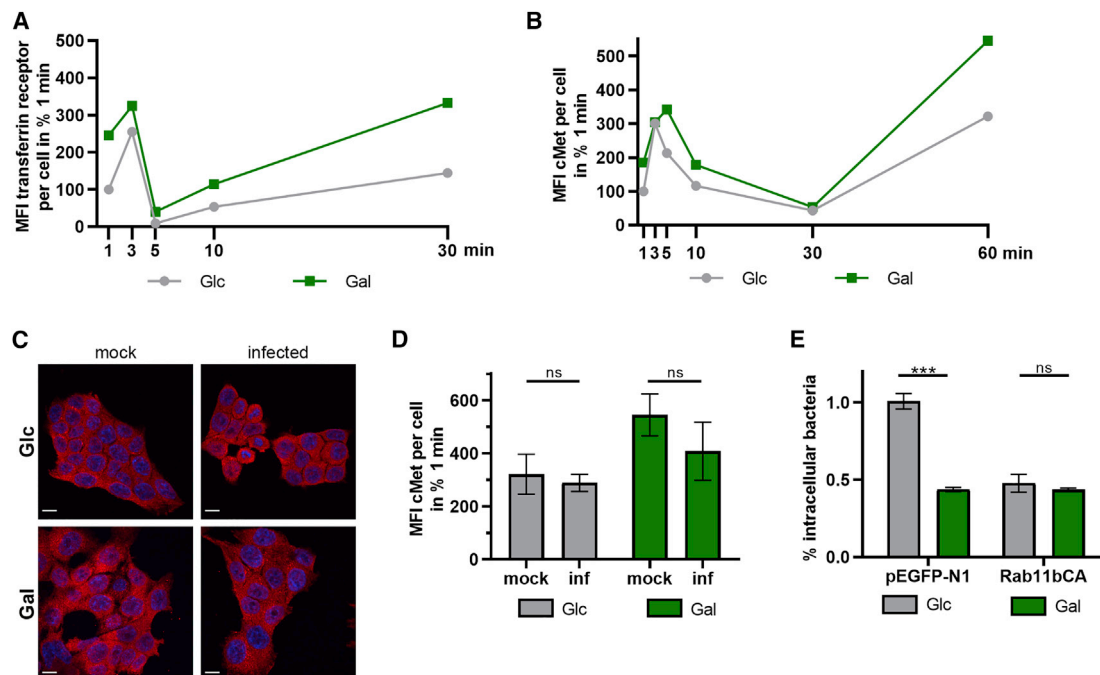 A
MFI transferrin receptor
per cell in % 1 min
500
400
300
200
100
0
1 3 5 10 30 min
Glc Gal
B
MFI cMet per cell
in % 1 min
500
400
300
200
100
0
1 3 5 10 30 60 min
Glc Gal
C
mock infected
Glc
Gal
D
MFI cMet per cell
in % 1 min
ns ns
600
400
300
0
mock inf mock inf
Glc Gal
E
% intracellular bacteria
*** ns
1.0
0.5
0.0
pEGFP-N1 Rab11bCA
Glc Gal